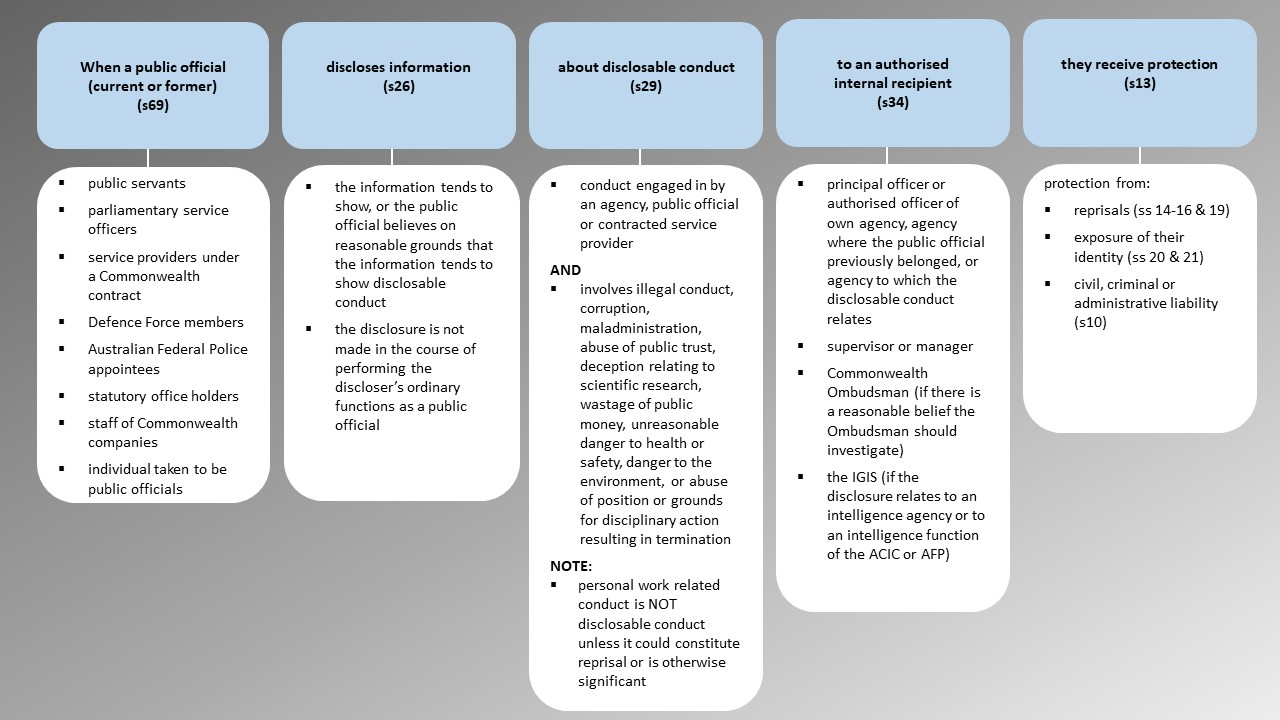 When a public official
(current or former)
(s69)
▪ public servants
▪ parliamentary service
officers
▪ service providers under
a Commonwealth
contract
▪ Defence Force members
▪ Australian Federal Police
appointees
▪ statutory office holders
▪ staff of Commonwealth
companies
▪ individual taken to be
public officials
discloses information
(s26)
▪ the information tends to
show, or the public
official believes on
reasonable grounds that
the information tends to
show disclosable
conduct
▪ the disclosure is not
made in the course of
performing the
discloser’s ordinary
functions as a public
official
about disclosable conduct
(s29)
▪ conduct engaged in by
an agency, public official
or contracted service
provider
AND
▪ involves illegal conduct,
corruption,
maladministration,
abuse of public trust,
deception relating to
scientific research,
wastage of public
money, unreasonable
danger to health or
safety, danger to the
environment, or abuse
of position or grounds
for disciplinary action
resulting in termination
NOTE:
▪ personal work related
conduct is NOT
disclosable conduct
unless it could constitute
reprisal or is otherwise
significant
to an authorised
internal recipient
(s34)
▪ principal officer or
authorised officer of
own agency, agency
where the public official
previously belonged, or
agency to which the
disclosable conduct
relates
▪ supervisor or manager
▪ Commonwealth
Ombudsman (if there is
a reasonable belief the
Ombudsman should
investigate)
▪ the IGIS (if the
disclosure relates to an
intelligence agency or to
an intelligence function
of the ACIC or AFP)
they receive protection
(s13)
protection from:
▪ reprisals (ss 14-16 & 19)
▪ exposure of their
identity (ss 20 & 21)
▪ civil, criminal or
administrative liability
(s10)